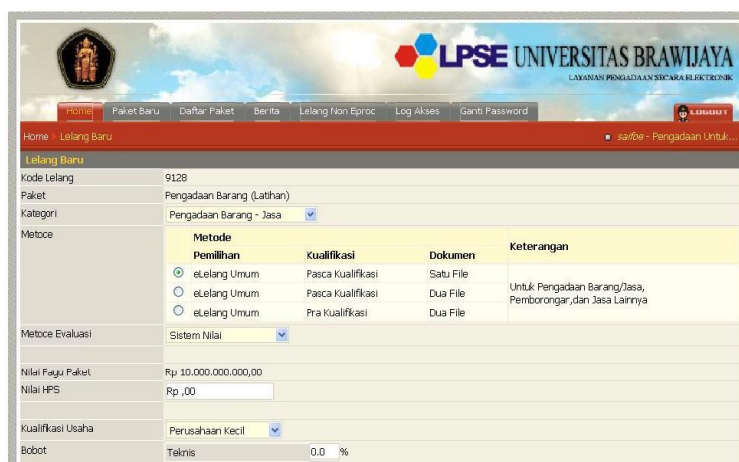 LPSE UNIVERSITAS BRAWIJAYA
LAYANAN PENGADAAN SECARA ELEKTRONIK
Home Paket Baru Daftar Paket Berita Lelang Non Eproc Log Akses Ganti Password LOGOUT
Home Lelang Baru saifoe - Pengadaan Untuk...
Lelang Baru
Kode Lelang 9128
Paket Pengadaan Barang (Latihan)
Kategori Pengadaan Barang - Jasa
Metoce Metode Keterangan
Pemilihan Kualifikasi Dokumen
eLelang Umum Pasca Kualifikasi Satu File
eLelang Umum Pasca Kualifikasi Dua File
eLelang Umum Pra Kualifikasi Dua File
Untuk Pengadaan Barang/Jasa,
Pemborongan,dan Jasa Lainnya
Metoce Evaluasi Sistem Nilai
Nilai Pagu Paket Rp 10.000.000.000,00
Nilai HPS Rp ,00
Kualifikasi Usaha Perusahaan Kecil
Bobot Teknis 0.0 %